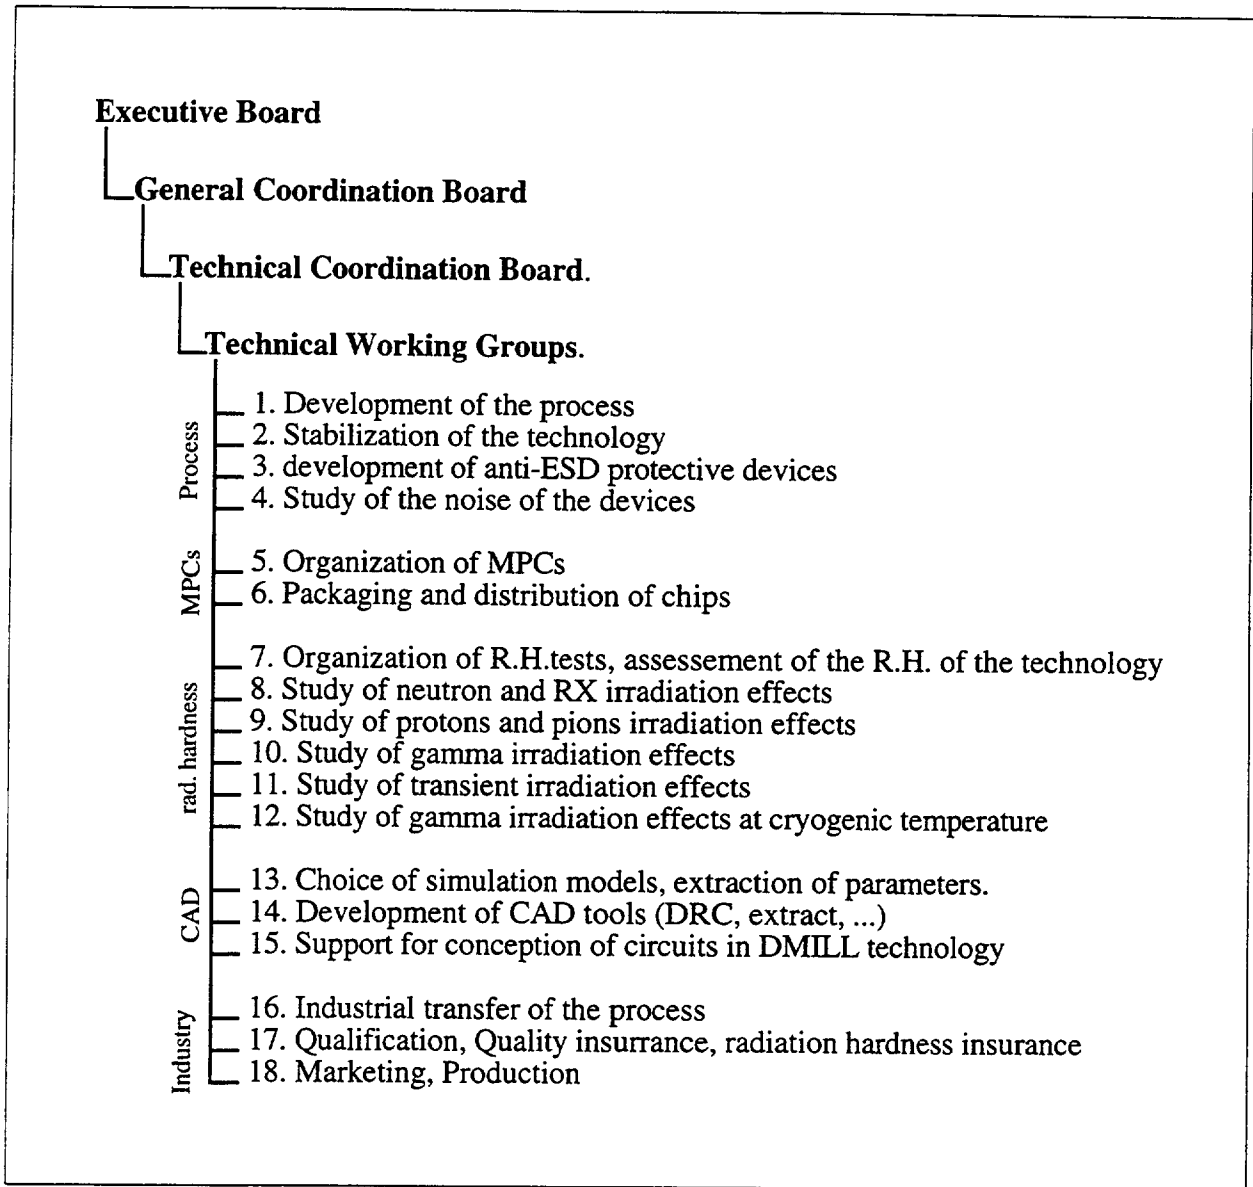 Executive Board
General Coordination Board
Technical Coordination Board.
Technical Working Groups.
Process
1. Development of the process
2. Stabilization of the technology
3. development of anti-ESD protective devices
4. Study of the noise of the devices
MPCs
5. Organization of MPCs
6. Packaging and distribution of chips
rad. hardness
7. Organization of R.H.tests, assessement of the R.H. of the technology
8. Study of neutron and RX irradiation effects
9. Study of protons and pions irradiation effects
10. Study of gamma irradiation effects
11. Study of transient irradiation effects
12. Study of gamma irradiation effects at cryogenic temperature
CAD
13. Choice of simulation models, extraction of parameters.
14. Development of CAD tools (DRC, extract, ...)
15. Support for conception of circuits in DMILL technology
Industry
16. Industrial transfer of the process
17. Qualification, Quality insurrance, radiation hardness insurance
18. Marketing, Production